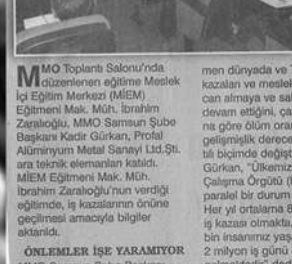 MMO Toplantı Salonu'nda
düzenlenen eğitime Meslek
İçi Eğitim Merkezi (MİEM)
Eğitmeni Mak. Müh. İbrahim
Zaralıoğlu, MMO Samsun Şube
Başkanı Kadir Gürkan, Profal
Alüminyum Metal Sanayi Ltd.Şti.
ara teknik elemanları katıldı.
MİEM Eğitmeni Mak. Müh.
İbrahim Zaralıoğlu'nun verdiği
eğitimde, iş kazalarının önüne
geçilmesi amacıyla bilgiler
aktarıldı.
ÖNLEMLER İŞE YARAMIYOR
men dünyada ve
kazaları ve meslek
can almaya ve sa
devam ettiğini, ça
na göre ölüm oran
gelişmişlik derece
tılı biçimde değişt
Gürkan, "Ülkemiz
Çalışma Örgütü (
paralel bir durum
Her yıl ortalama 8
iş kazası olmakta,
bin insanımız yaş
2 milyon iş günü